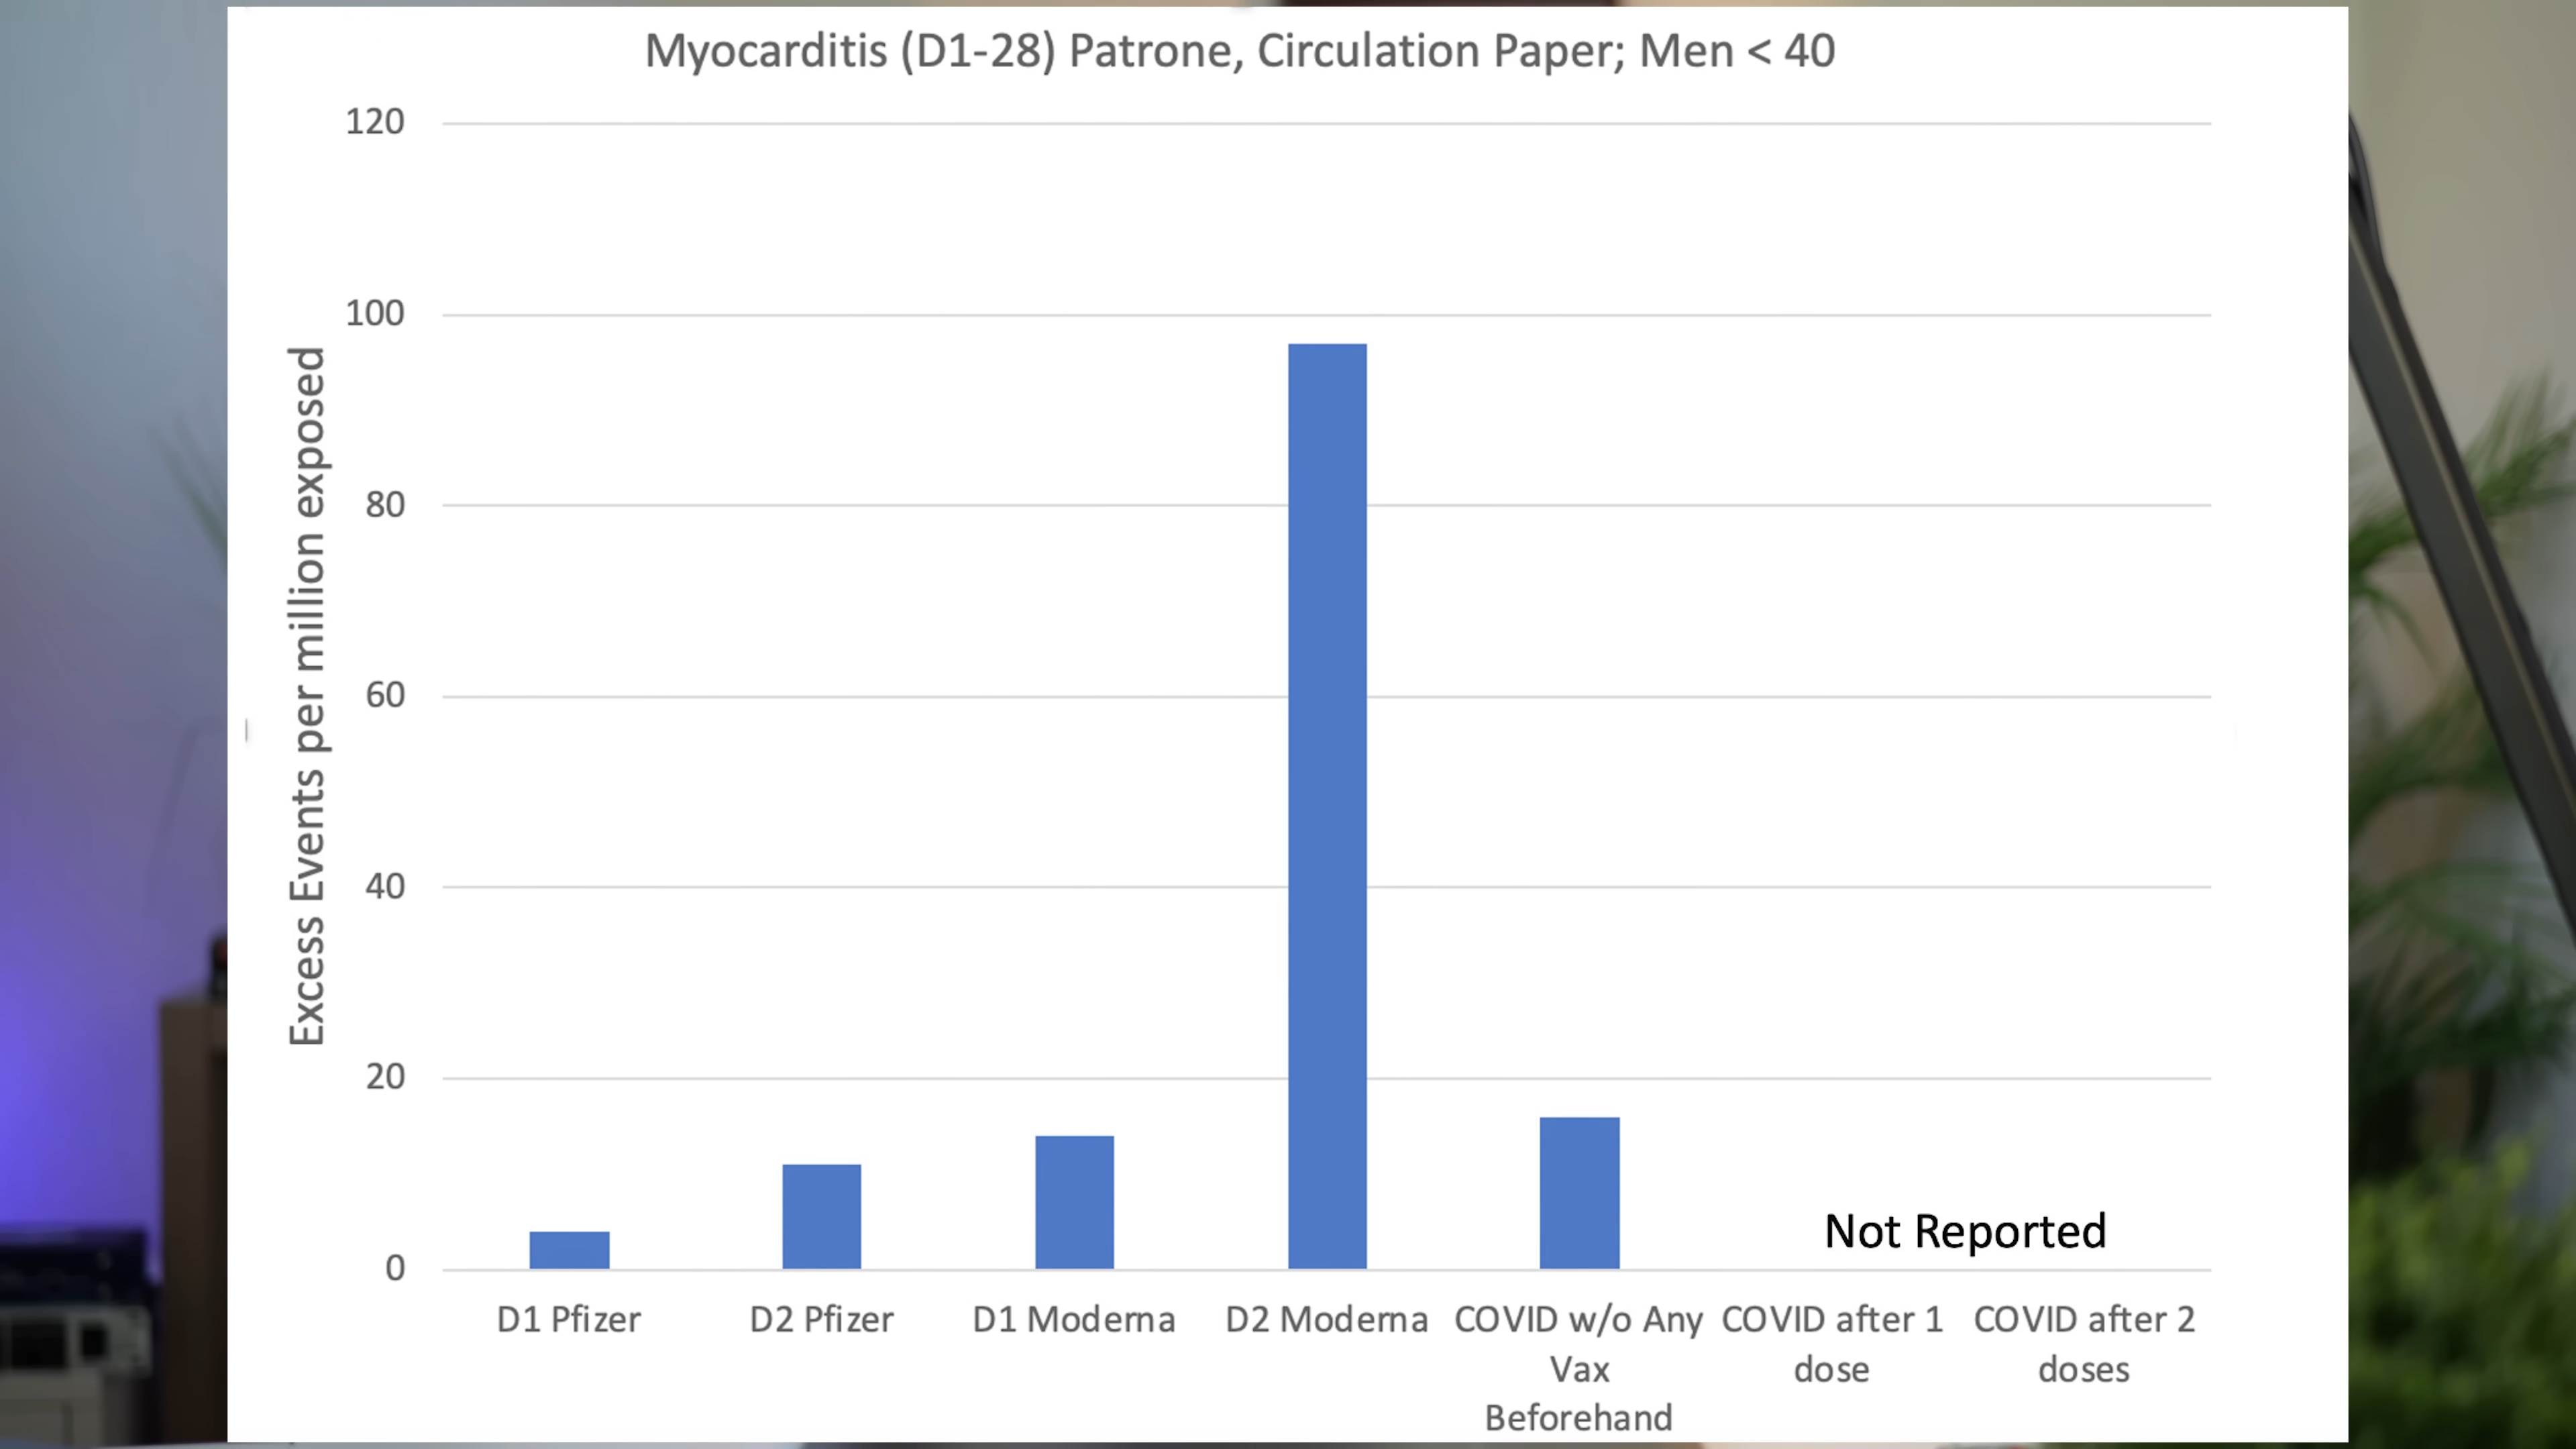 Myocarditis (D1-28) Patrone, Circulation Paper; Men < 40
Excess Events per million exposed
120
100
80
60
40
20
0
Not Reported
D1 Pfizer
D2 Pfizer
D1 Moderna
D2 Moderna
COVID w/o Any
Vax
Beforehand
COVID after 1
dose
COVID after 2
doses